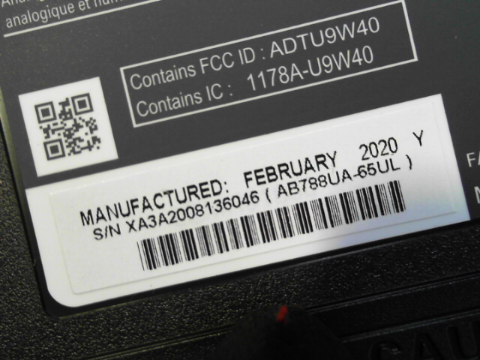 analogique et num
Contains FCC ID : ADTU9W40
Contains IC : 1178A-U9W40
MANUFACTURED: FEBRUARY 2020 Y
S/N XA3A2008136046 ( AB788UA-65UL )